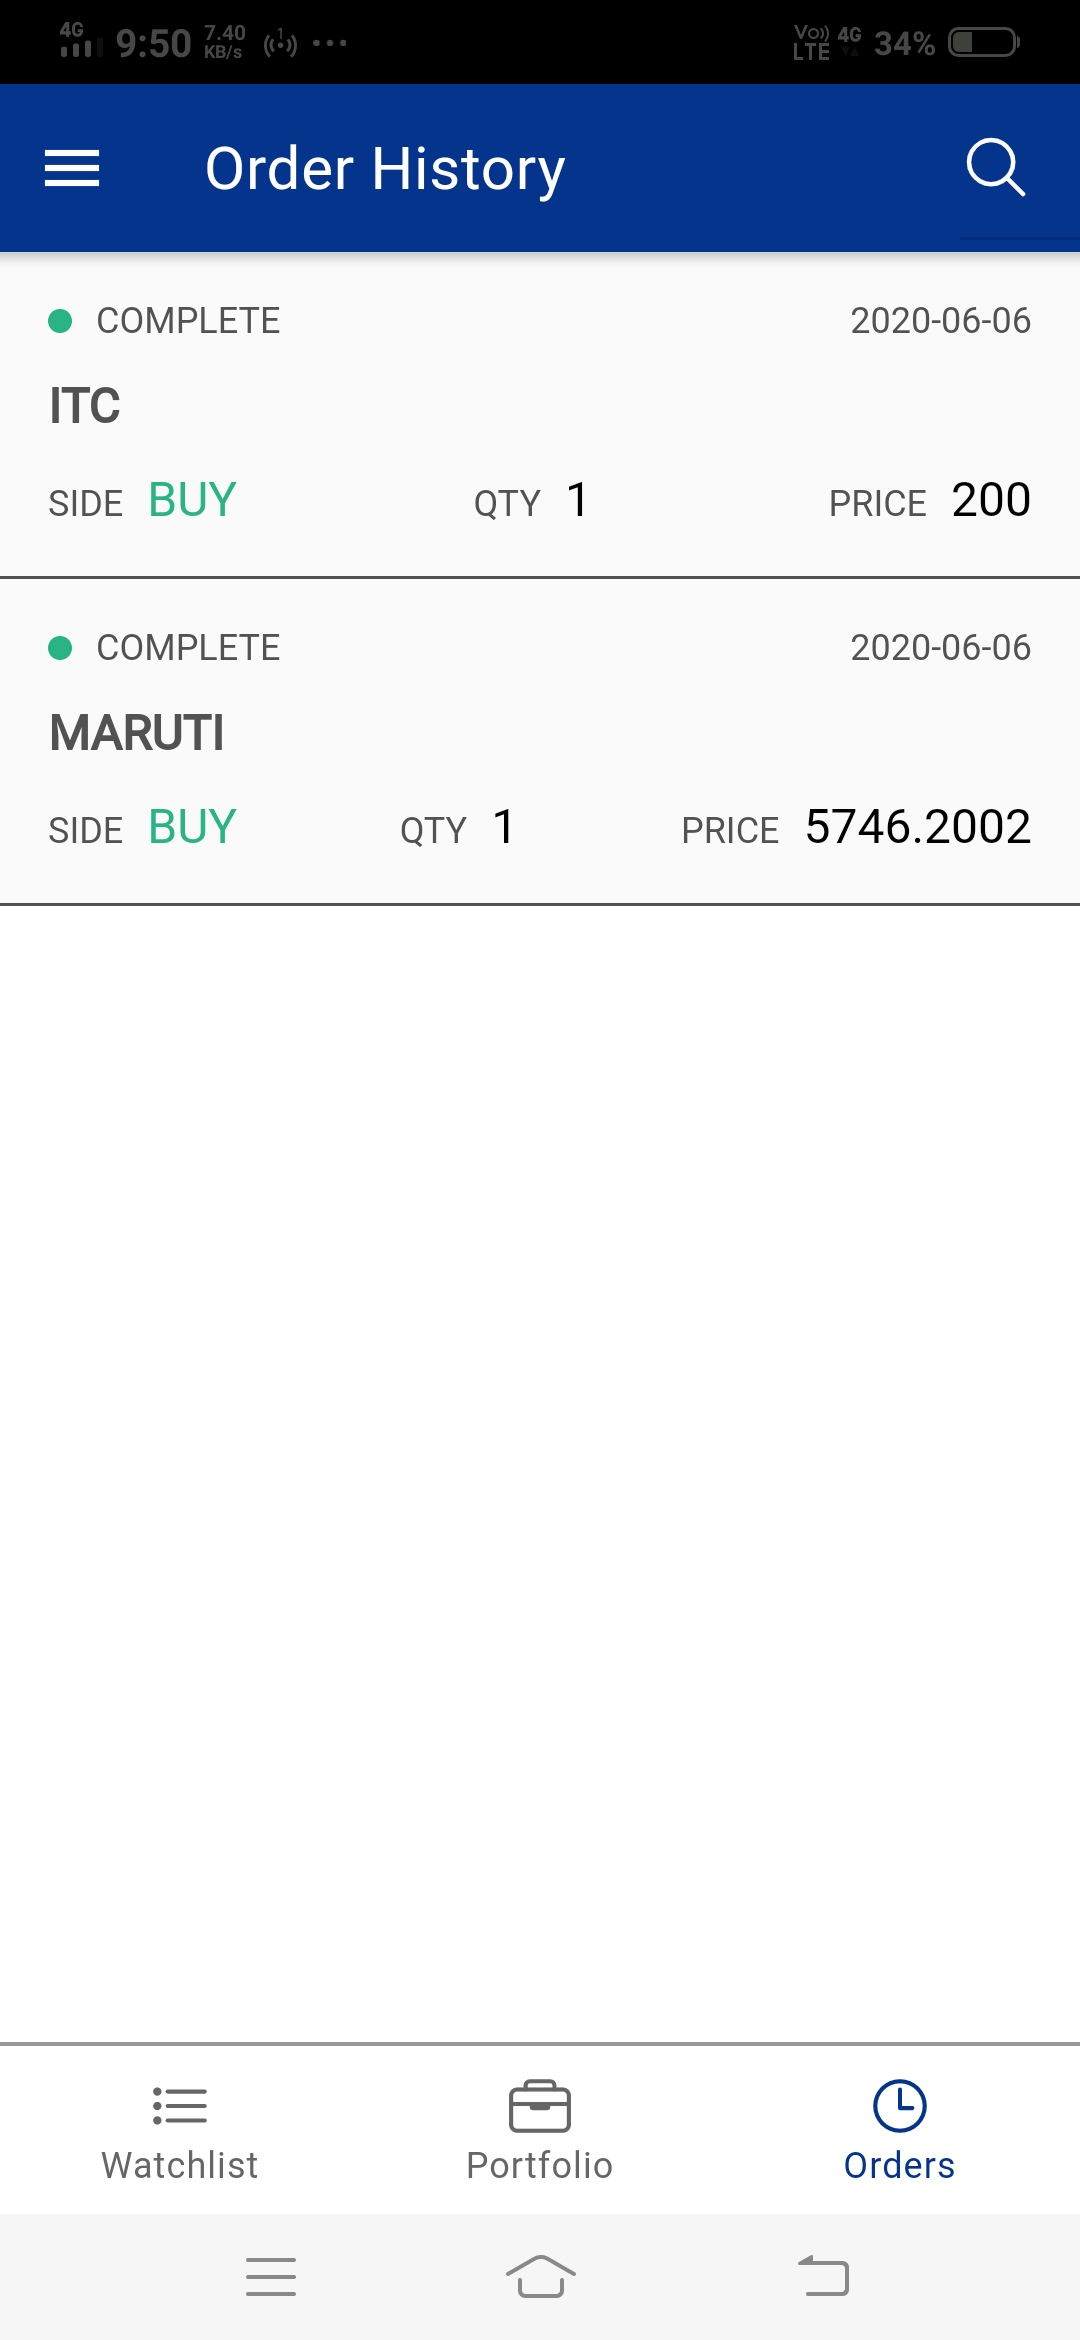 4G 9:50 7.40 KB/s 1 ... Vo) LTE 4G 34%
Order History
COMPLETE 2020-06-06
ITC
SIDE BUY QTY 1 PRICE 200
COMPLETE 2020-06-06
MARUTI
SIDE BUY QTY 1 PRICE 5746.2002
Watchlist Portfolio Orders